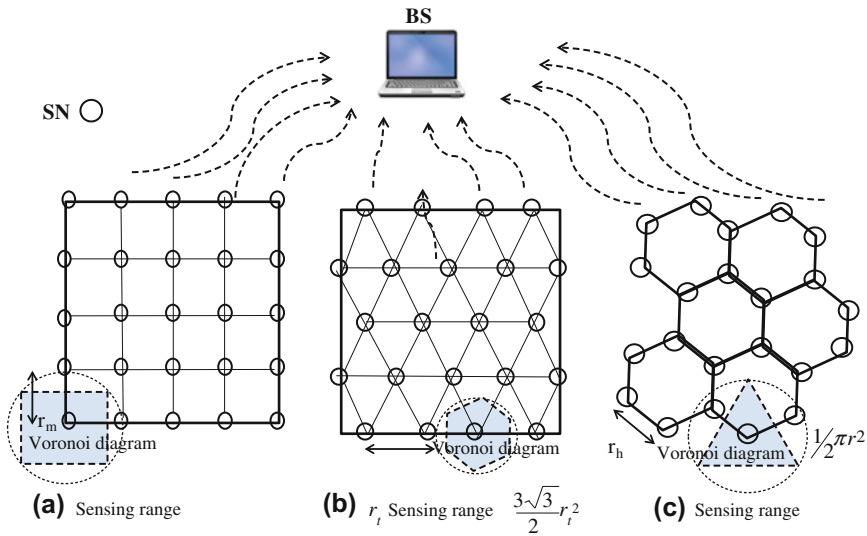 BS
SN
r_m
Voronoi diagram
Voronoi diagram
r_h
Voronoi diagram
½πr²
(a) Sensing range
(b) r_t Sensing range 3√3/2 r_t²
(c) Sensing range